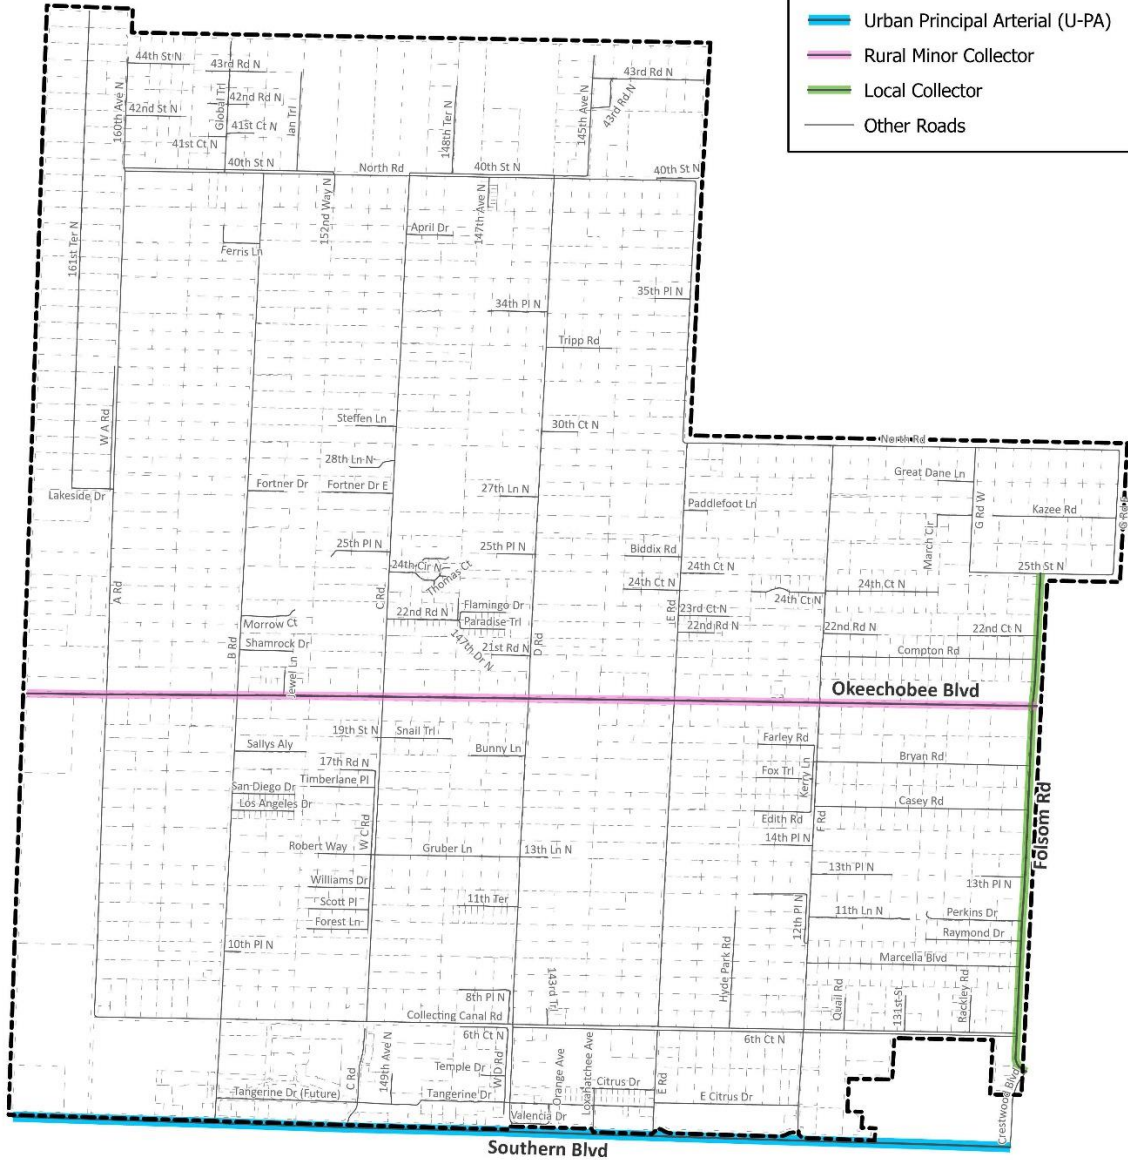 Urban Principal Arterial (U-PA)
Rural Minor Collector
Local Collector
Other Roads
44th St N
43rd Rd N
43rd Rd N
160th Ave N
42nd St N
Global Trl
42nd Rd N
Ian Trl
41st Ct N
41st Ct N
148th Ter N
145th Ave N
43rd Rd N
40th St N
North Rd
40th St N
40th St N
161st Ter N
152nd Way N
147th Ave N
April Dr
Ferris Ln
35th Pl N
34th Pl N
Tripp Rd
W A Rd
Steffen Ln
30th Ct N
28th Ln N
North Rd
Great Dane Ln
Lakeside Dr
Fortner Dr
Fortner Dr E
27th Ln N
Paddlefoot Ln
G Rd W
Kazee Rd
G Rd E
March Cir
25th Pl N
25th Pl N
Biddix Rd
24th Cir N
Thomas Ct
24th Ct N
24th Ct N
24th Ct N
24th Ct N
25th St N
A Rd
C Rd
Flamingo Dr
Paradise Trl
22nd Rd N
E Rd
23rd Ct N
22nd Rd N
22nd Rd N
22nd Ct N
Morrow Ct
B Rd
Shamrock Dr
Jewel Ln
147th Dr N
21st Rd N
D Rd
Compton Rd
Okeechobee Blvd
19th St N
Snail Trl
Sallys Aly
Bunny Ln
Farley Rd
Bryan Rd
17th Rd N
Timberlane Pl
San Diego Dr
Los Angeles Dr
Fox Trl
Kerry Ln
Casey Rd
Folsom Rd
W C Rd
Edith Rd
F Rd
14th Pl N
Robert Way
Gruber Ln
13th Ln N
13th Pl N
13th Pl N
Williams Dr
Scott Pl
Forest Ln
11th Ter
12th Pl N
11th Ln N
Perkins Dr
Raymond Dr
10th Pl N
Hyde Park Rd
Marcella Blvd
8th Pl N
143rd Trl
Quail Rd
131st St
Rackley Rd
Collecting Canal Rd
6th Ct N
6th Ct N
C Rd
149th Ave N
Temple Dr
W D Rd
Orange Ave
Loxahatchee Ave
Citrus Dr
E Rd
E Citrus Dr
Tangerine Dr (Future)
Tangerine Dr
Valencia Dr
Crestwood Blvd
Southern Blvd